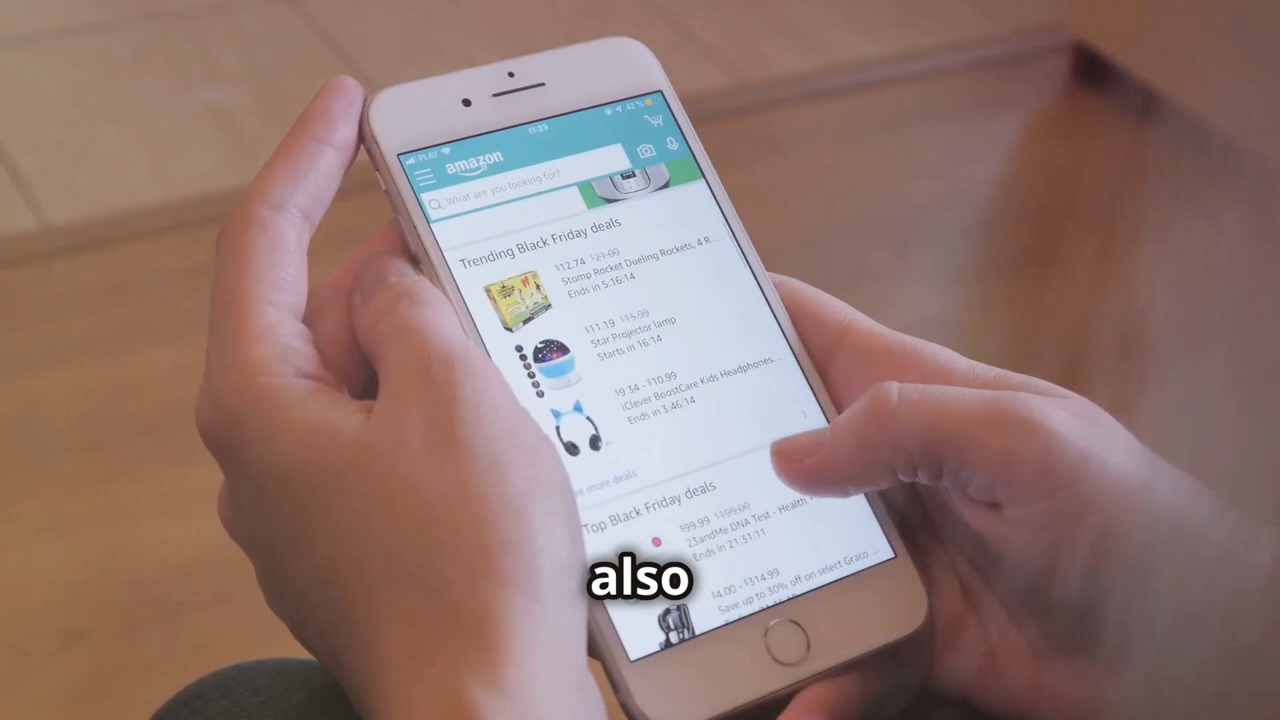 PLAY 11:23 42%
amazon
What are you looking for?
Trending Black Friday deals
$12.74 $21.00
Stomp Rocket Dueling Rockets, 4 R...
Ends in 5:16:14
$11.19 $15.99
Star Projector lamp
Starts in 16:14
$9.34 - $10.99
iClever BoostCare Kids Headphones...
Ends in 3:46:14
more deals
Top Black Friday deals
$99.99 $199.00
23andMe DNA Test - Health
Ends in 21:31:11
$4.00 - $314.99
Save up to 30% off on select Graco ...
also